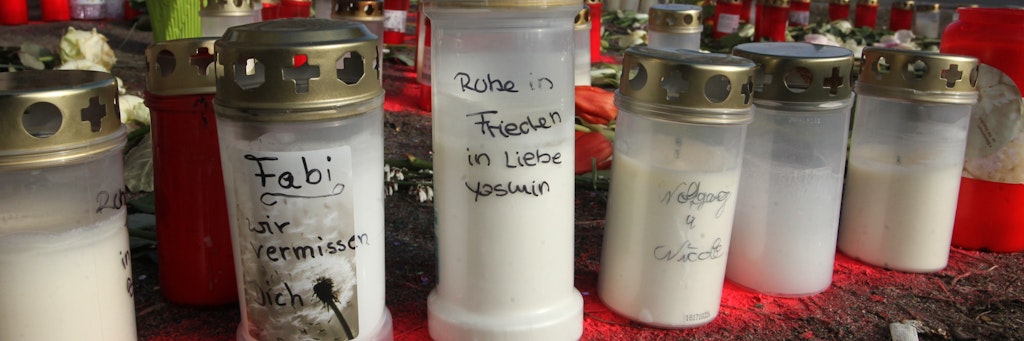 Fabi
wir
vermissen
Dich
Ruhe in
Frieden
in Liebe
Yasmin
Wolfgang
u
Nicole